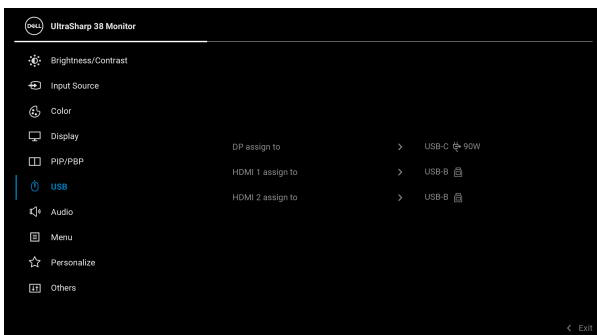 DELL UltraSharp 38 Monitor
Brightness/Contrast
Input Source
Color
Display
DP assign to USB-C 90W
PIP/PBP
HDMI 1 assign to USB-B
USB
HDMI 2 assign to USB-B
Audio
Menu
Personalize
Others
Exit